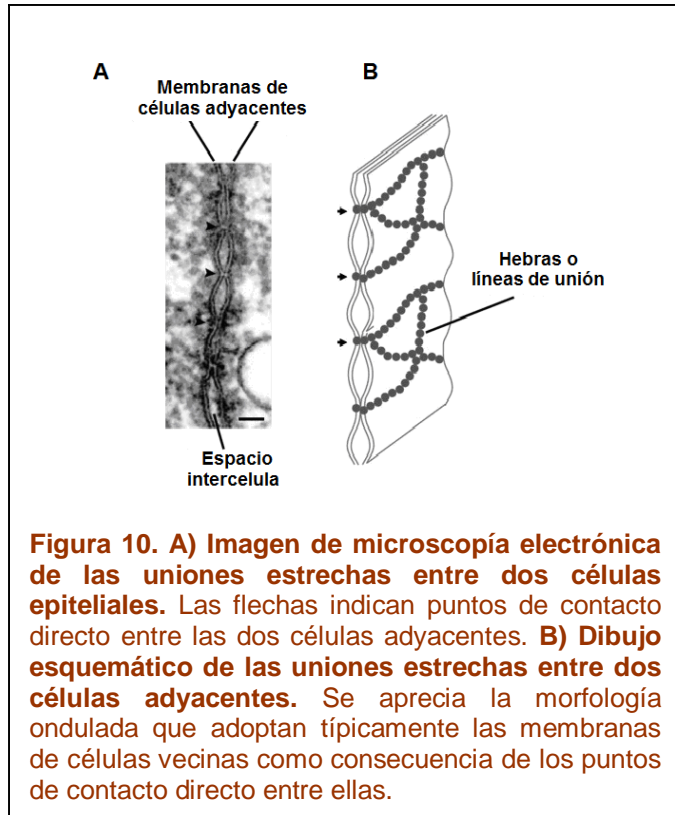 A
B
Membranas de
células adyacentes
Hebras o
líneas de unión
Espacio
intercelula
Figura 10. A) Imagen de microscopía electrónica
de las uniones estrechas entre dos células
epiteliales. Las flechas indican puntos de contacto
directo entre las dos células adyacentes. B) Dibujo
esquemático de las uniones estrechas entre dos
células adyacentes. Se aprecia la morfología
ondulada que adoptan típicamente las membranas
de células vecinas como consecuencia de los puntos
de contacto directo entre ellas.